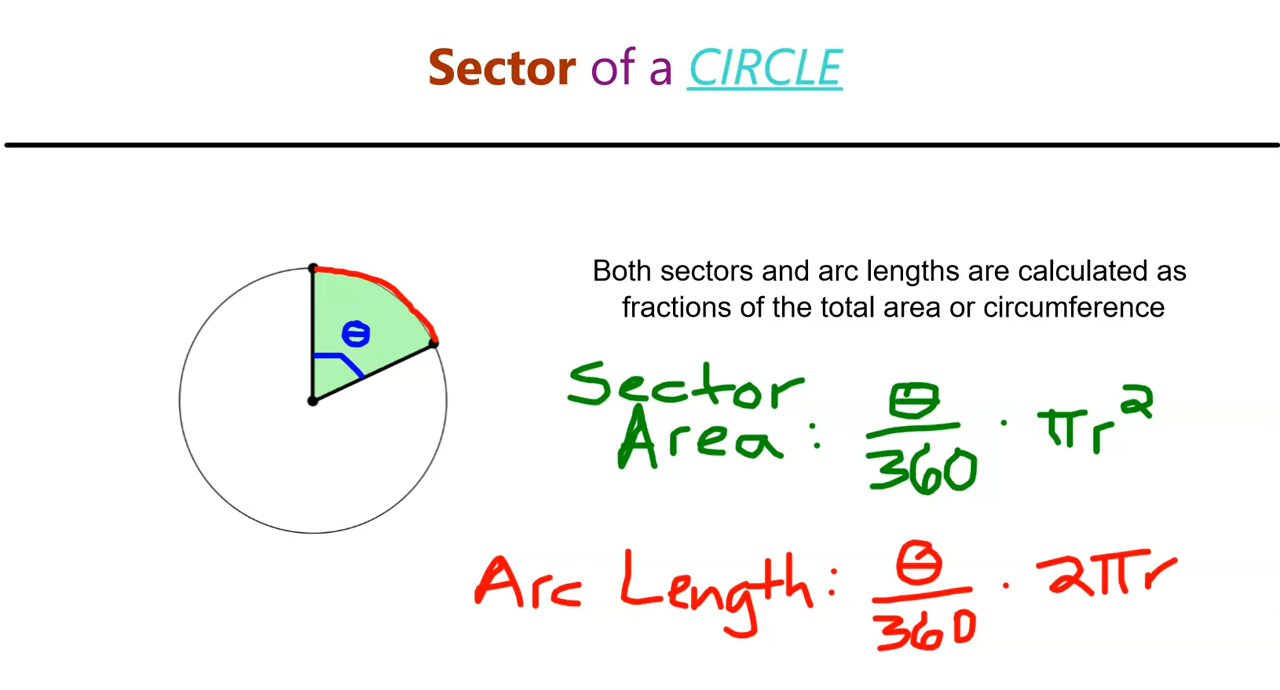 Sector of a CIRCLE
Both sectors and arc lengths are calculated as
fractions of the total area or circumference
θ
Sector
Area: θ/360 · πr²
Arc Length: θ/360 · 2πr